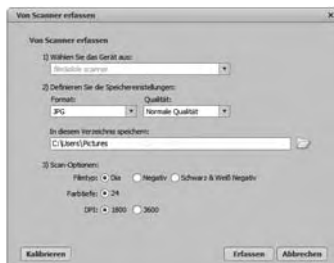 Von Scanner erfassen
Von Scanner erfassen
1) Wählen Sie das Gerät aus:
scanner
2) Definieren Sie die Speichereinstellungen:
Format: Qualität:
JPG Normale Qualität
In diesem Verzeichnis speichern:
C:\Users\Pictures
3) Scan-Optionen:
Filmtyp: Dia Negativ Schwarz & Weiß Negativ
Farbtiefe: 24
DPI: 1800 3600
Kalibrieren Erfassen Abbrechen